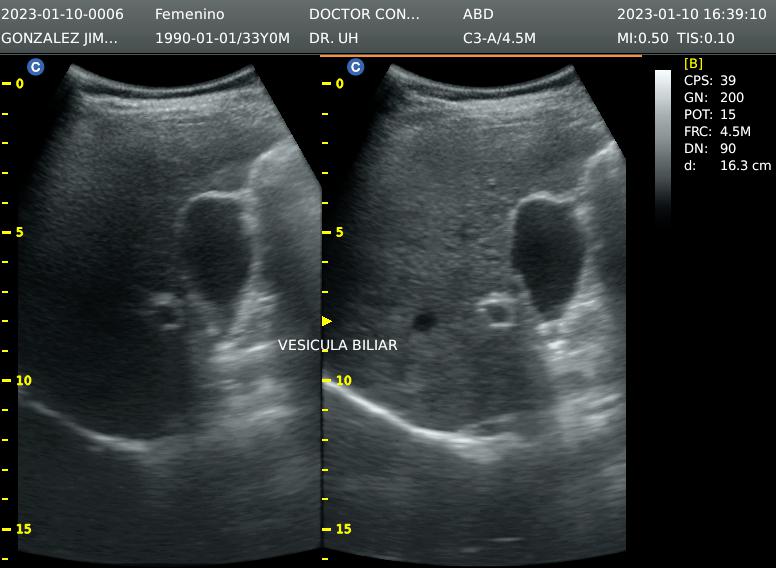 2023-01-10-0006 Femenino DOCTOR CON... ABD 2023-01-10 16:39:10
GONZALEZ JIM... 1990-01-01/33Y0M DR. UH C3-A/4.5M MI:0.50 TIS:0.10
C C
[B]
CPS: 39
GN: 200
POT: 15
FRC: 4.5M
DN: 90
d: 16.3 cm
0 0
5 5
VESICULA BILIAR
10 10
15 15